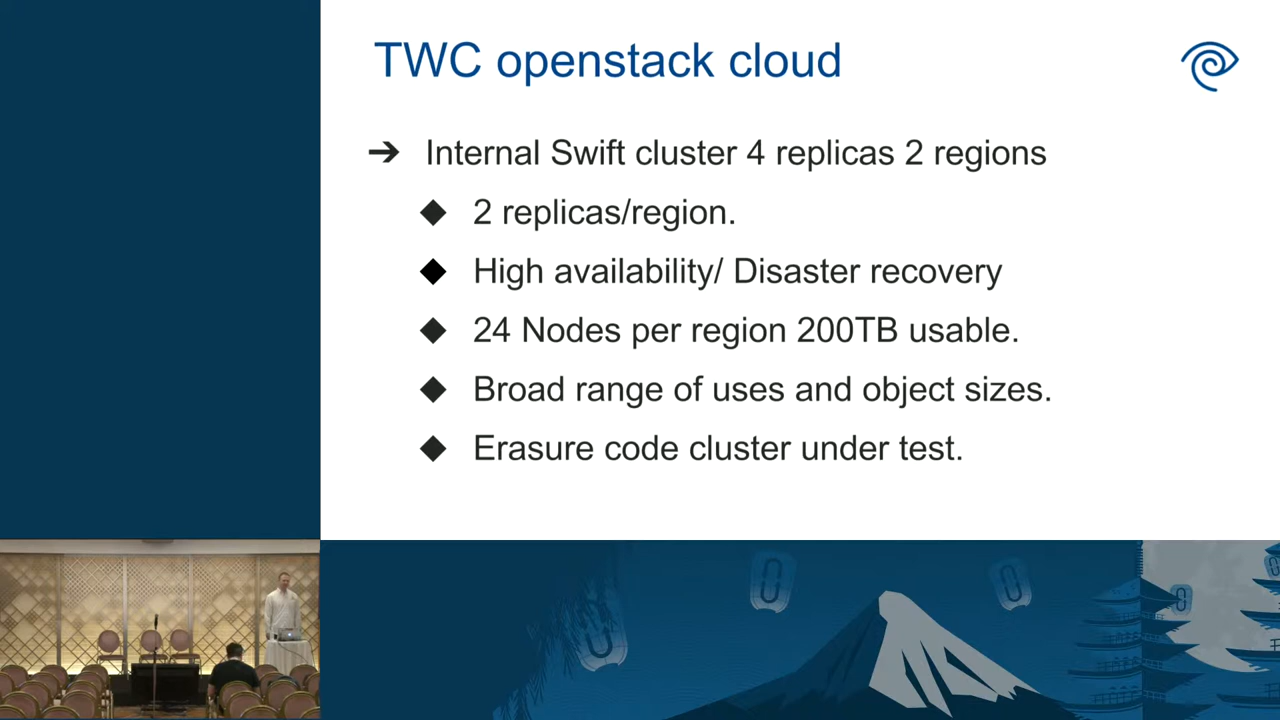 TWC openstack cloud
➔ Internal Swift cluster 4 replicas 2 regions
◆ 2 replicas/region.
◆ High availability/ Disaster recovery
◆ 24 Nodes per region 200TB usable.
◆ Broad range of uses and object sizes.
◆ Erasure code cluster under test.